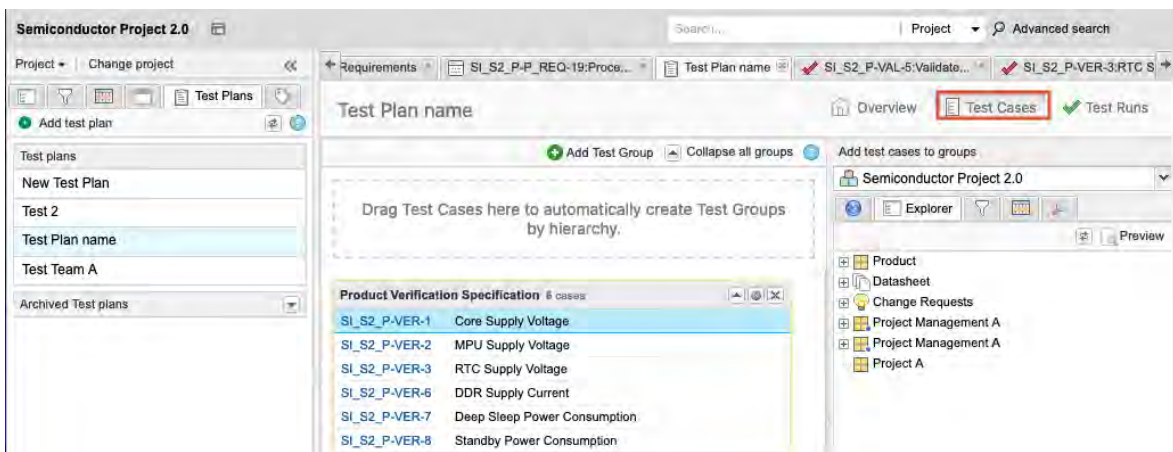 Semiconductor Project 2.0
Search...
Project
Advanced search
Project
Change project
Requirements
SI_S2_P-P_REQ-19:Proce...
Test Plan name
SI_S2_P-VAL-5:Validate...
SI_S2_P-VER-3:RTC S
Test Plans
Add test plan
Test Plan name
Overview
Test Cases
Test Runs
Test plans
New Test Plan
Test 2
Test Plan name
Test Team A
Archived Test plans
Add Test Group
Collapse all groups
Drag Test Cases here to automatically create Test Groups
by hierarchy.
Product Verification Specification 6 cases
SI_S2_P-VER-1 Core Supply Voltage
SI_S2_P-VER-2 MPU Supply Voltage
SI_S2_P-VER-3 RTC Supply Voltage
SI_S2_P-VER-6 DDR Supply Current
SI_S2_P-VER-7 Deep Sleep Power Consumption
SI_S2_P-VER-8 Standby Power Consumption
Add test cases to groups
Semiconductor Project 2.0
Explorer
Preview
Product
Datasheet
Change Requests
Project Management A
Project Management A
Project A